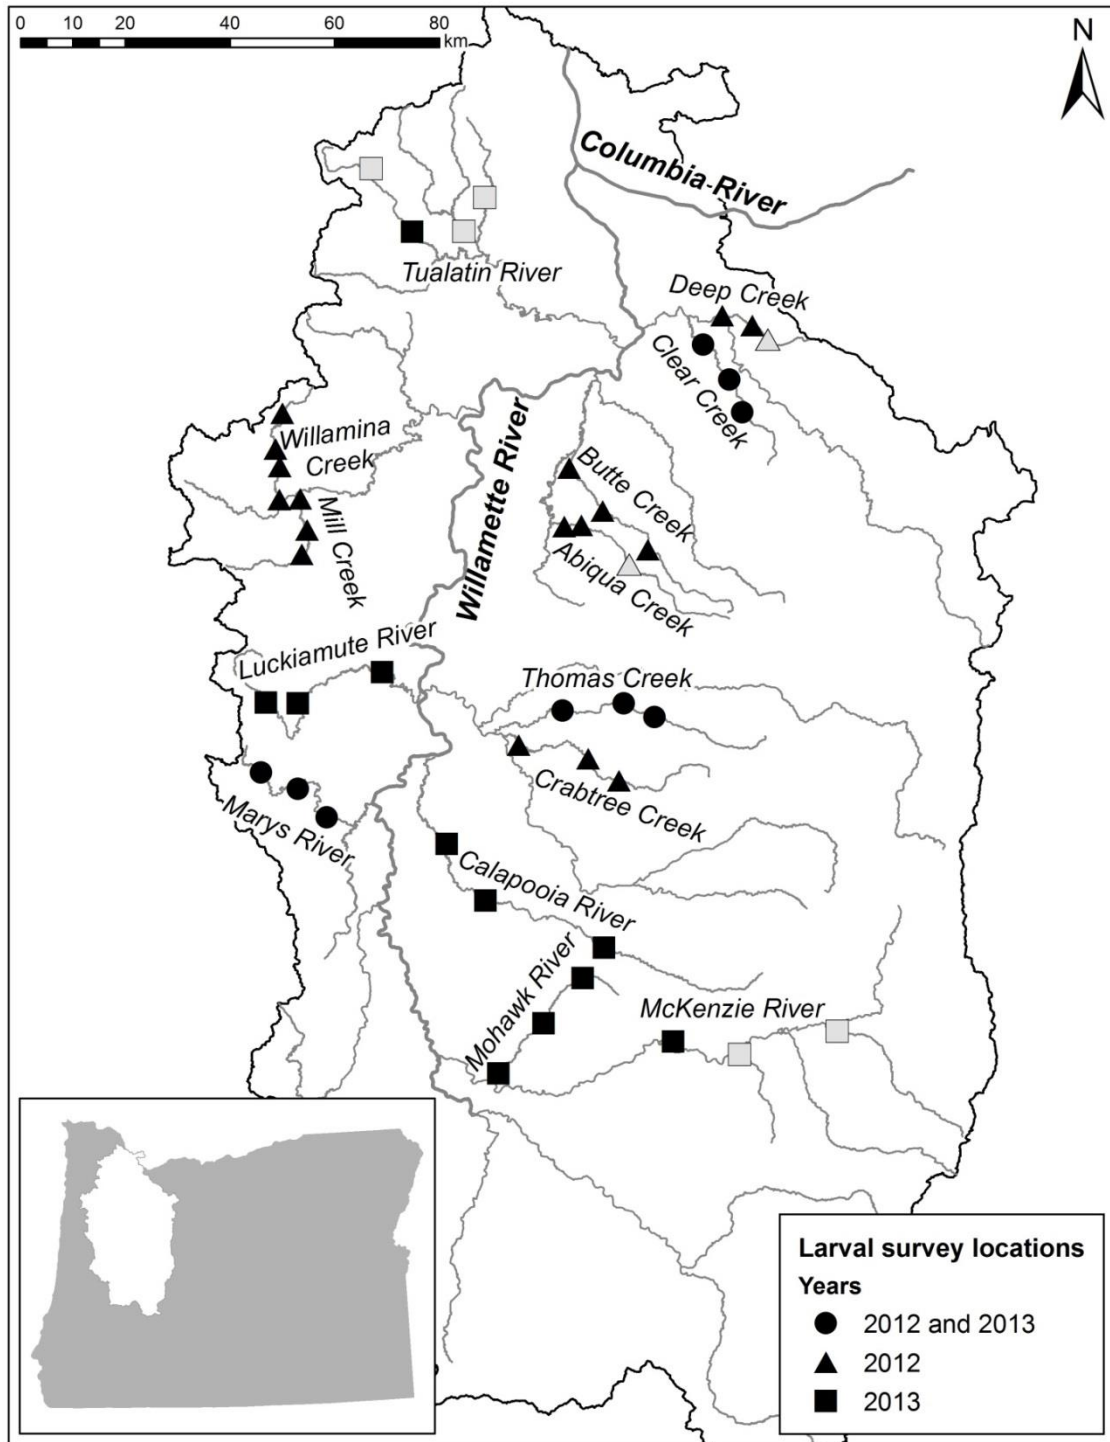 0 10 20 40 60 80
km
N
Columbia River
Tualatin River
Deep Creek
Clear Creek
Willamina
Creek
Willamette River
Butte Creek
Mill Creek
Abiqua Creek
Luckiamute River
Thomas Creek
Crabtree Creek
Marys River
Calapooia River
Mohawk River
McKenzie River
Larval survey locations
Years
2012 and 2013
2012
2013